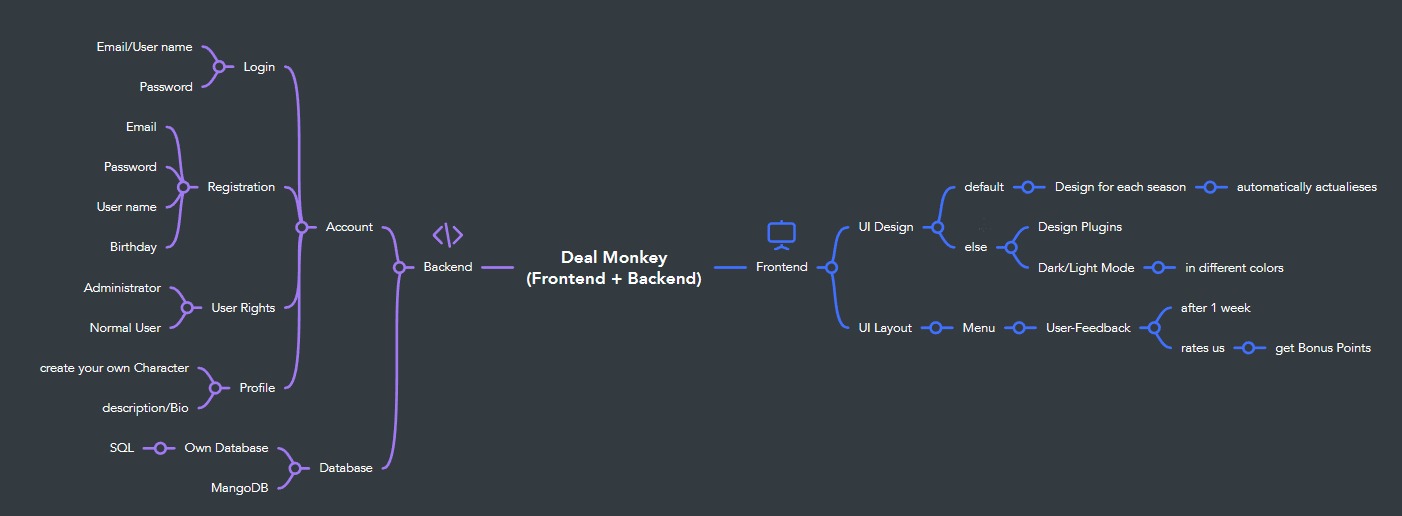 Email/User name
Login
Password
Email
Password
Registration
User name
Birthday
Account
Administrator
User Rights
Normal User
create your own Character
Profile
description/Bio
SQL
Own Database
Database
MangoDB
Backend
Deal Monkey
(Frontend + Backend)
Frontend
UI Design
default
Design for each season
automatically actualieses
else
Design Plugins
Dark/Light Mode
in different colors
UI Layout
Menu
User-Feedback
after 1 week
rates us
get Bonus Points